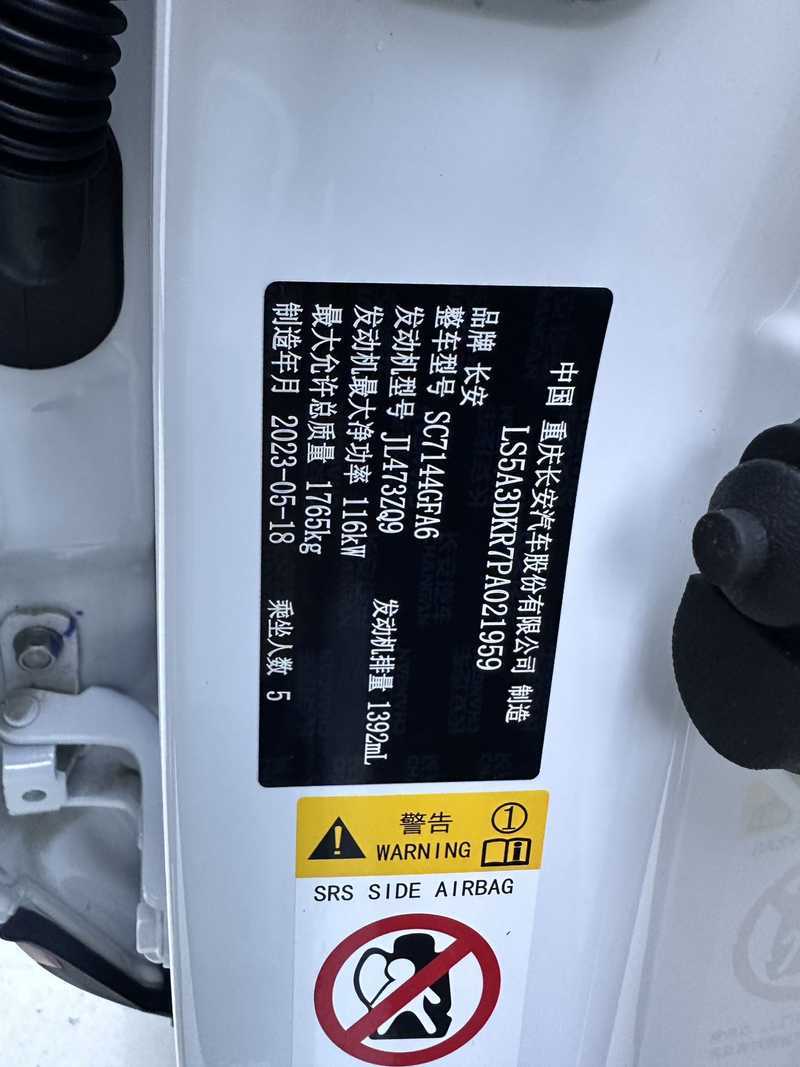 中国 重庆长安汽车股份有限公司 制造
LS5A3DKR7PA021959
品牌 长安
整车型号 SC7144GFA6
发动机型号 JL473ZQ9 发动机排量 1392mL
发动机最大净功率 116kW
最大允许总质量 1765kg
制造年月 2023-05-18 乘坐人数 5
警告 1
WARNING i
SRS SIDE AIRBAG